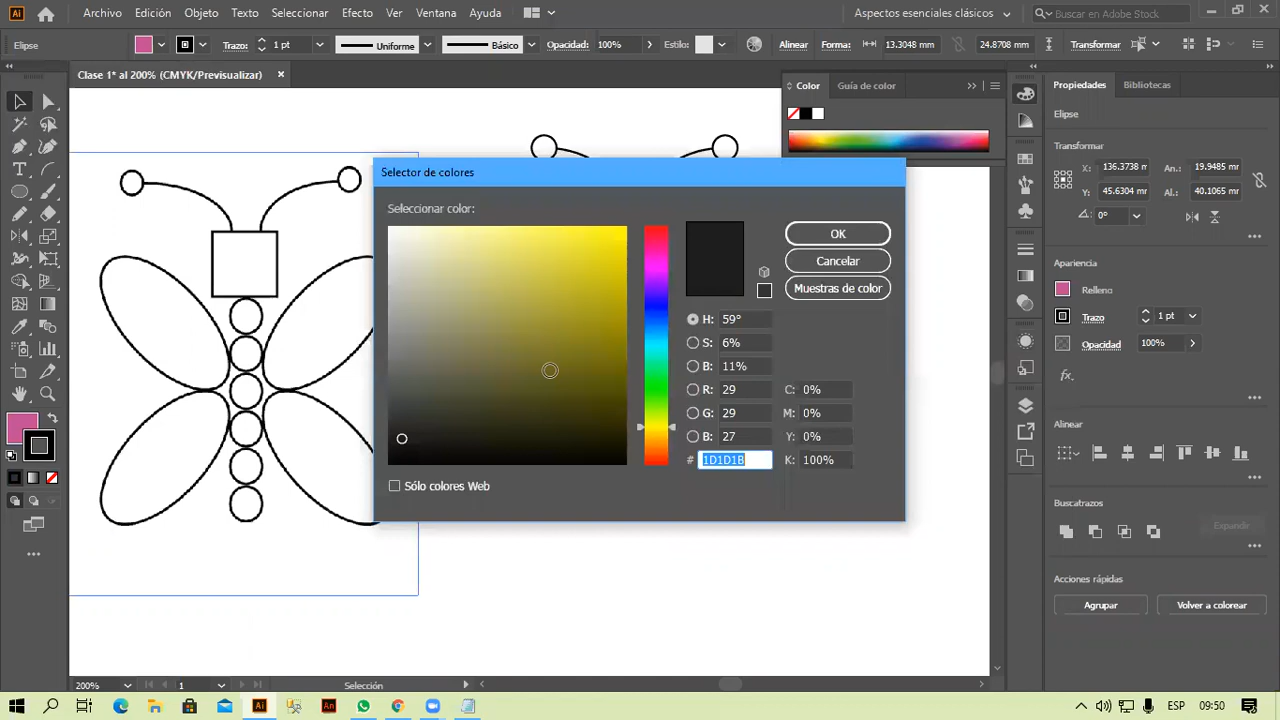 Ai
Archivo Edición Objeto Texto Seleccionar Efecto Ver Ventana Ayuda
Aspectos esenciales clásicos
Buscar en Adobe Stock
Elipse
Trazo: 1 pt Uniforme Básico Opacidad: 100% Estilo: Alinear Forma: 13.3048 mm 24.8708 mm Transformar
Clase 1* al 200% (CMYK/Previsualizar)
Color Guía de color
Propiedades Bibliotecas
Elipse
Transformar
X: 136.3738 m An.: 19.9485 m
Y: 45.6304 mr Al.: 40.1065 m
0°
Apariencia
Relleno
Trazo 1 pt
Opacidad 100%
fx.
Alinear
Buscatrazos
Expandir
Acciones rápidas
Agrupar Volver a colorear
Selector de colores
Seleccionar color:
OK
Cancelar
Muestras de color
H: 59°
S: 6%
B: 11%
R: 29 C: 0%
G: 29 M: 0%
B: 27 Y: 0%
# 1D1D1B K: 100%
Sólo colores Web
200% 1 Selección
Ai An ESP 09:50